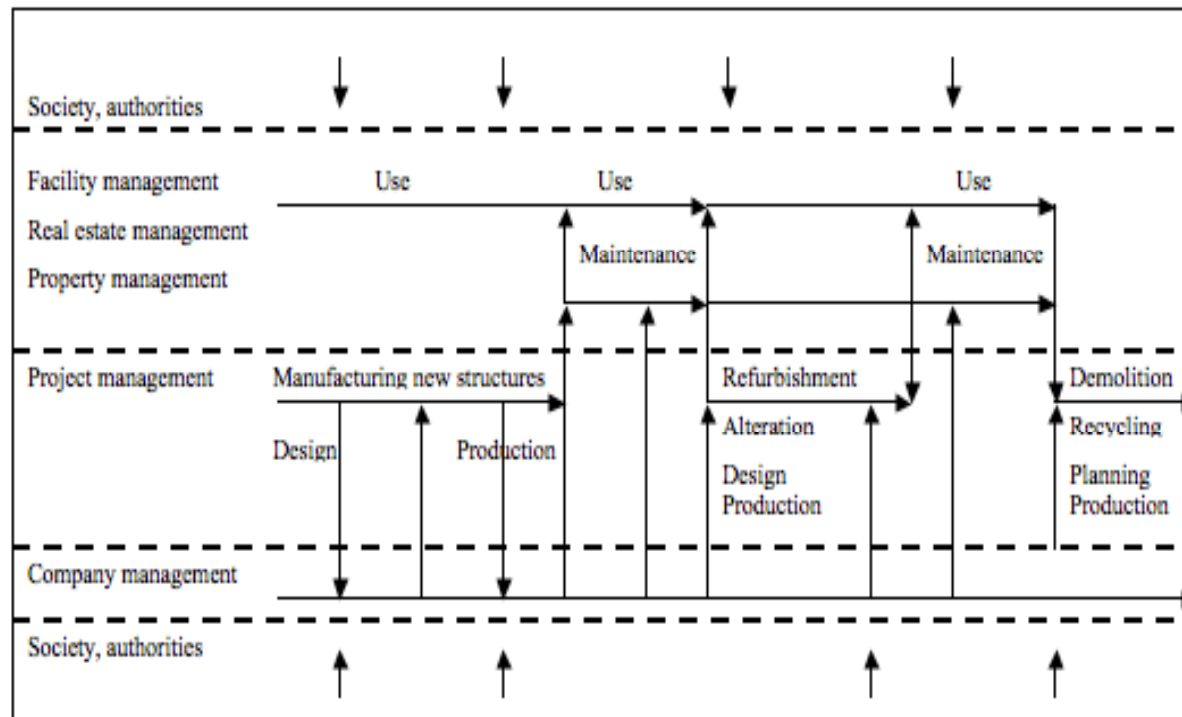 Society, authorities
Facility management
Use
Use
Use
Real estate management
Maintenance
Maintenance
Property management
Project management
Manufacturing new structures
Refurbishment
Demolition
Design
Production
Alteration
Recycling
Design
Production
Planning
Production
Company management
Society, authorities